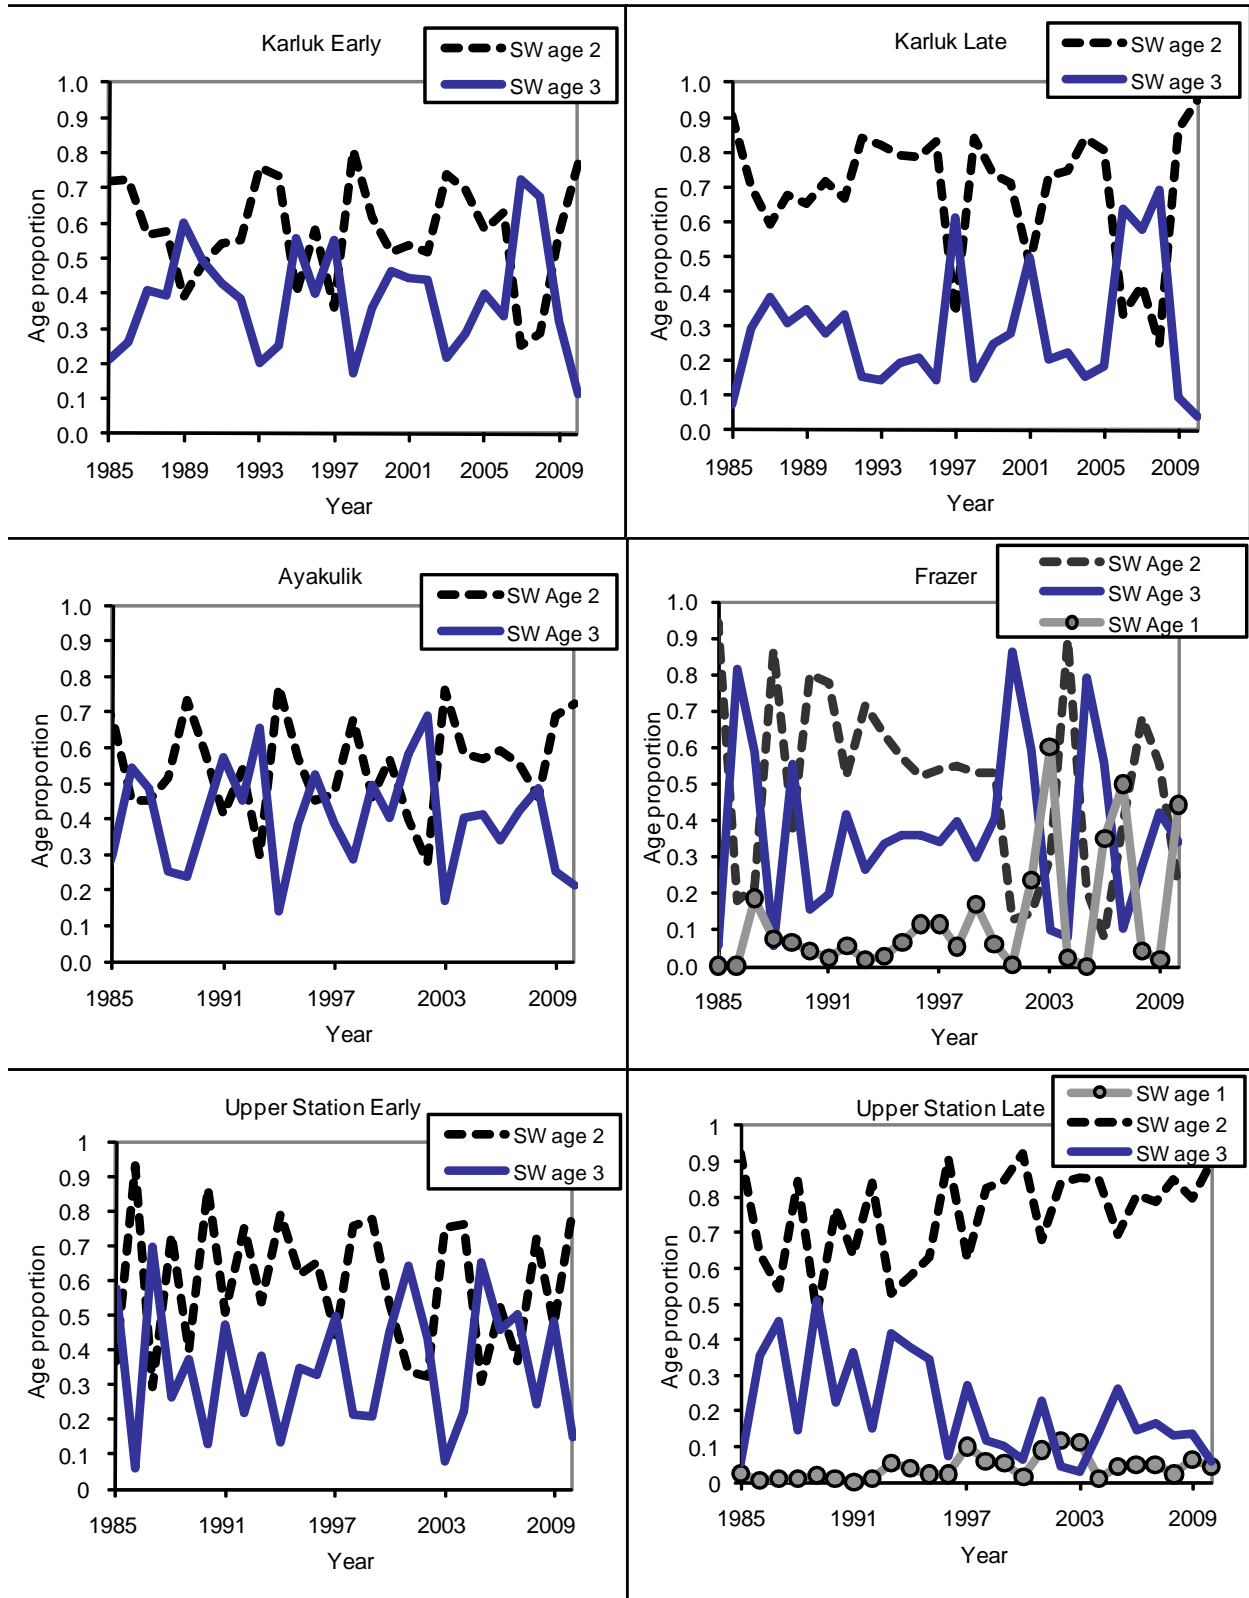 Karluk Early
SW age 2
SW age 3
1.0
0.9
0.8
0.7
0.6
0.5
0.4
0.3
0.2
0.1
0.0
Age proportion
1985 1989 1993 1997 2001 2005 2009
Year
Karluk Late
SW age 2
SW age 3
1.0
0.9
0.8
0.7
0.6
0.5
0.4
0.3
0.2
0.1
0.0
Age proportion
1985 1989 1993 1997 2001 2005 2009
Year
Ayakulik
SW Age 2
SW Age 3
1.0
0.9
0.8
0.7
0.6
0.5
0.4
0.3
0.2
0.1
0.0
Age proportion
1985 1991 1997 2003 2009
Year
Frazer
SW Age 2
SW Age 3
SW Age 1
1.0
0.9
0.8
0.7
0.6
0.5
0.4
0.3
0.2
0.1
0.0
Age proportion
1985 1991 1997 2003 2009
Year
Upper Station Early
SW age 2
SW age 3
1
0.9
0.8
0.7
0.6
0.5
0.4
0.3
0.2
0.1
0
Age proportion
1985 1991 1997 2003 2009
Year
Upper Station Late
SW age 1
SW age 2
SW age 3
1
0.9
0.8
0.7
0.6
0.5
0.4
0.3
0.2
0.1
0
Age proportion
1985 1991 1997 2003 2009
Year